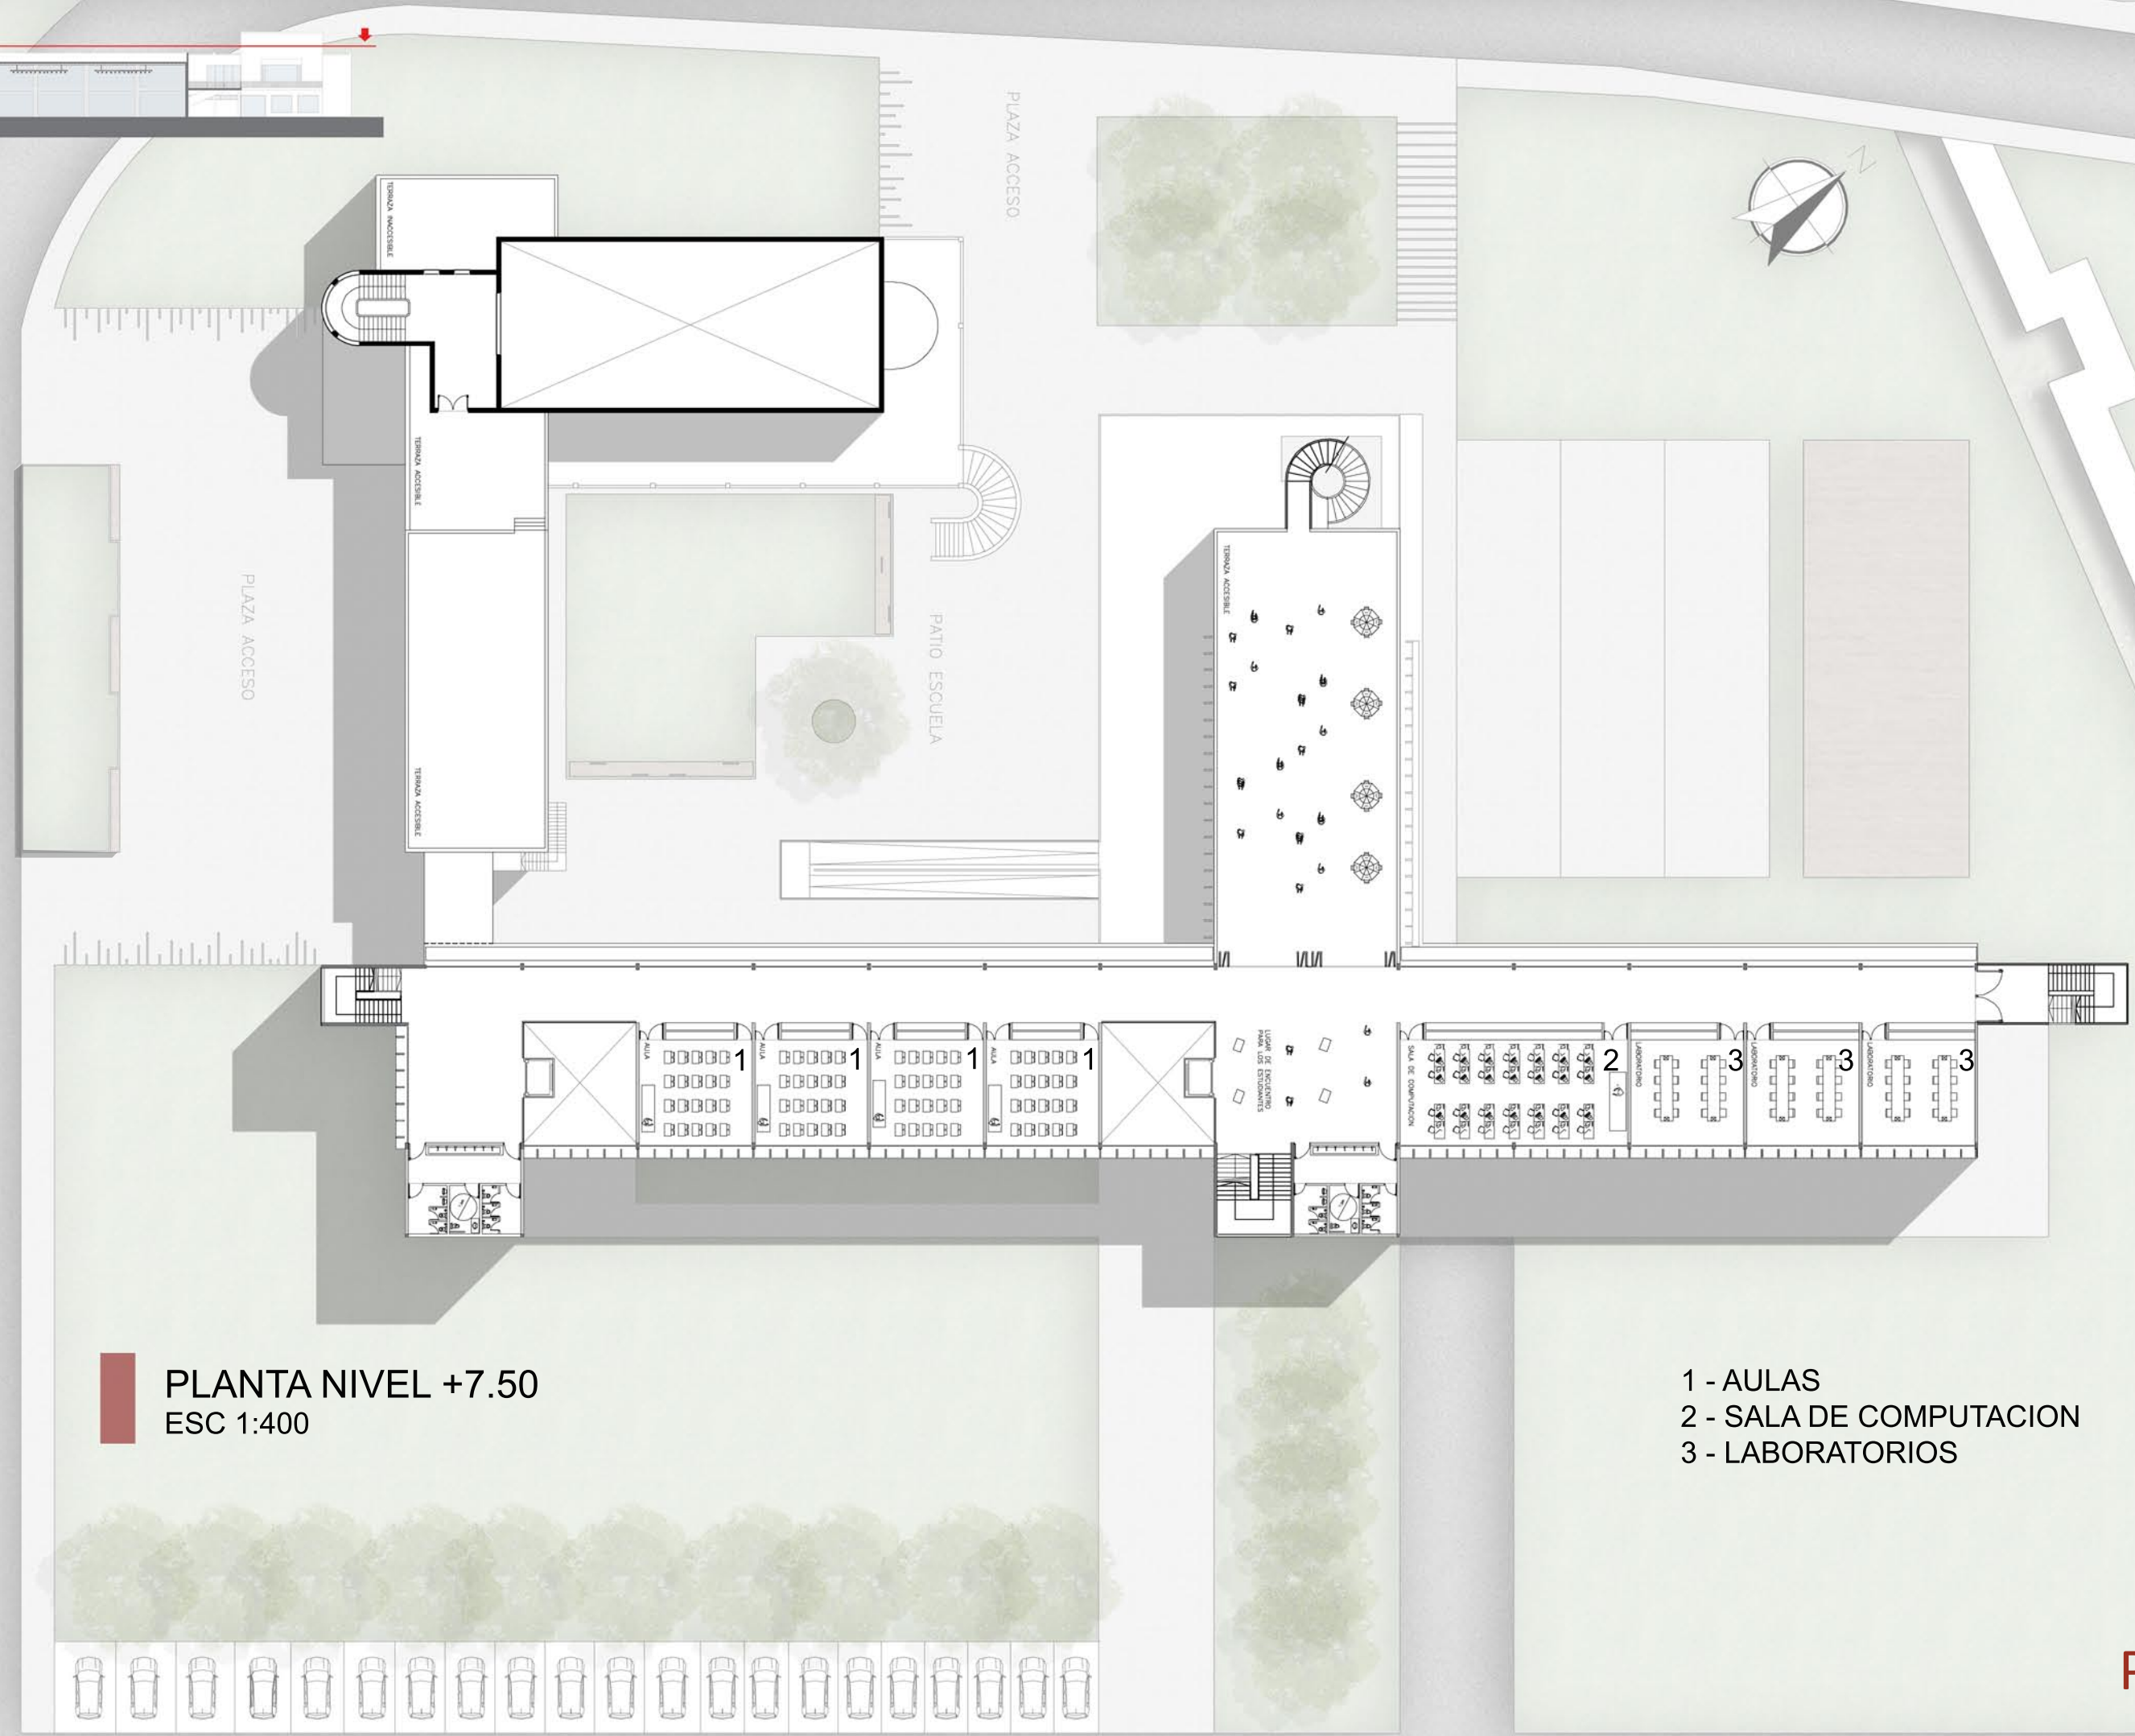 PLAZA ACCESO
N
TERRAZA INACCESIBLE
TERRAZA ACCESIBLE
TERRAZA ACCESIBLE
PLAZA ACCESO
PATIO ESCUELA
TERRAZA ACCESIBLE
AULA
1
AULA
1
AULA
1
AULA
1
LUGAR DE ENCUENTRO
PARA LOS ESTUDIANTES
SALA DE COMPUTACION
2
LABORATORIO
3
LABORATORIO
3
LABORATORIO
3
PLANTA NIVEL +7.50
ESC 1:400
1 - AULAS
2 - SALA DE COMPUTACION
3 - LABORATORIOS